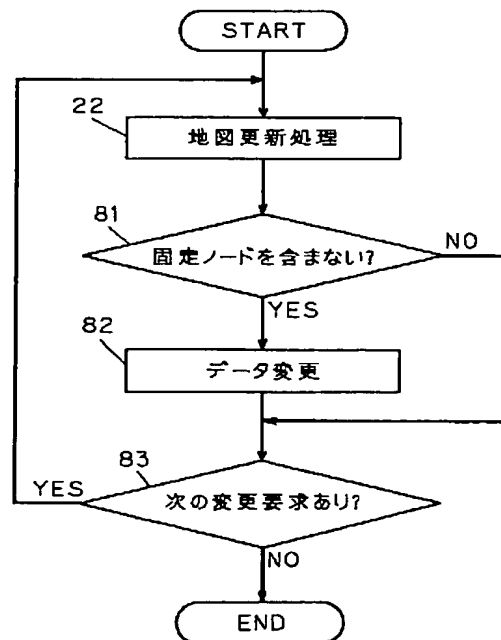 START
22
地図更新処理
81
固定ノードを含まない?
NO
YES
82
データ変更
83
YES
次の変更要求あり?
NO
END